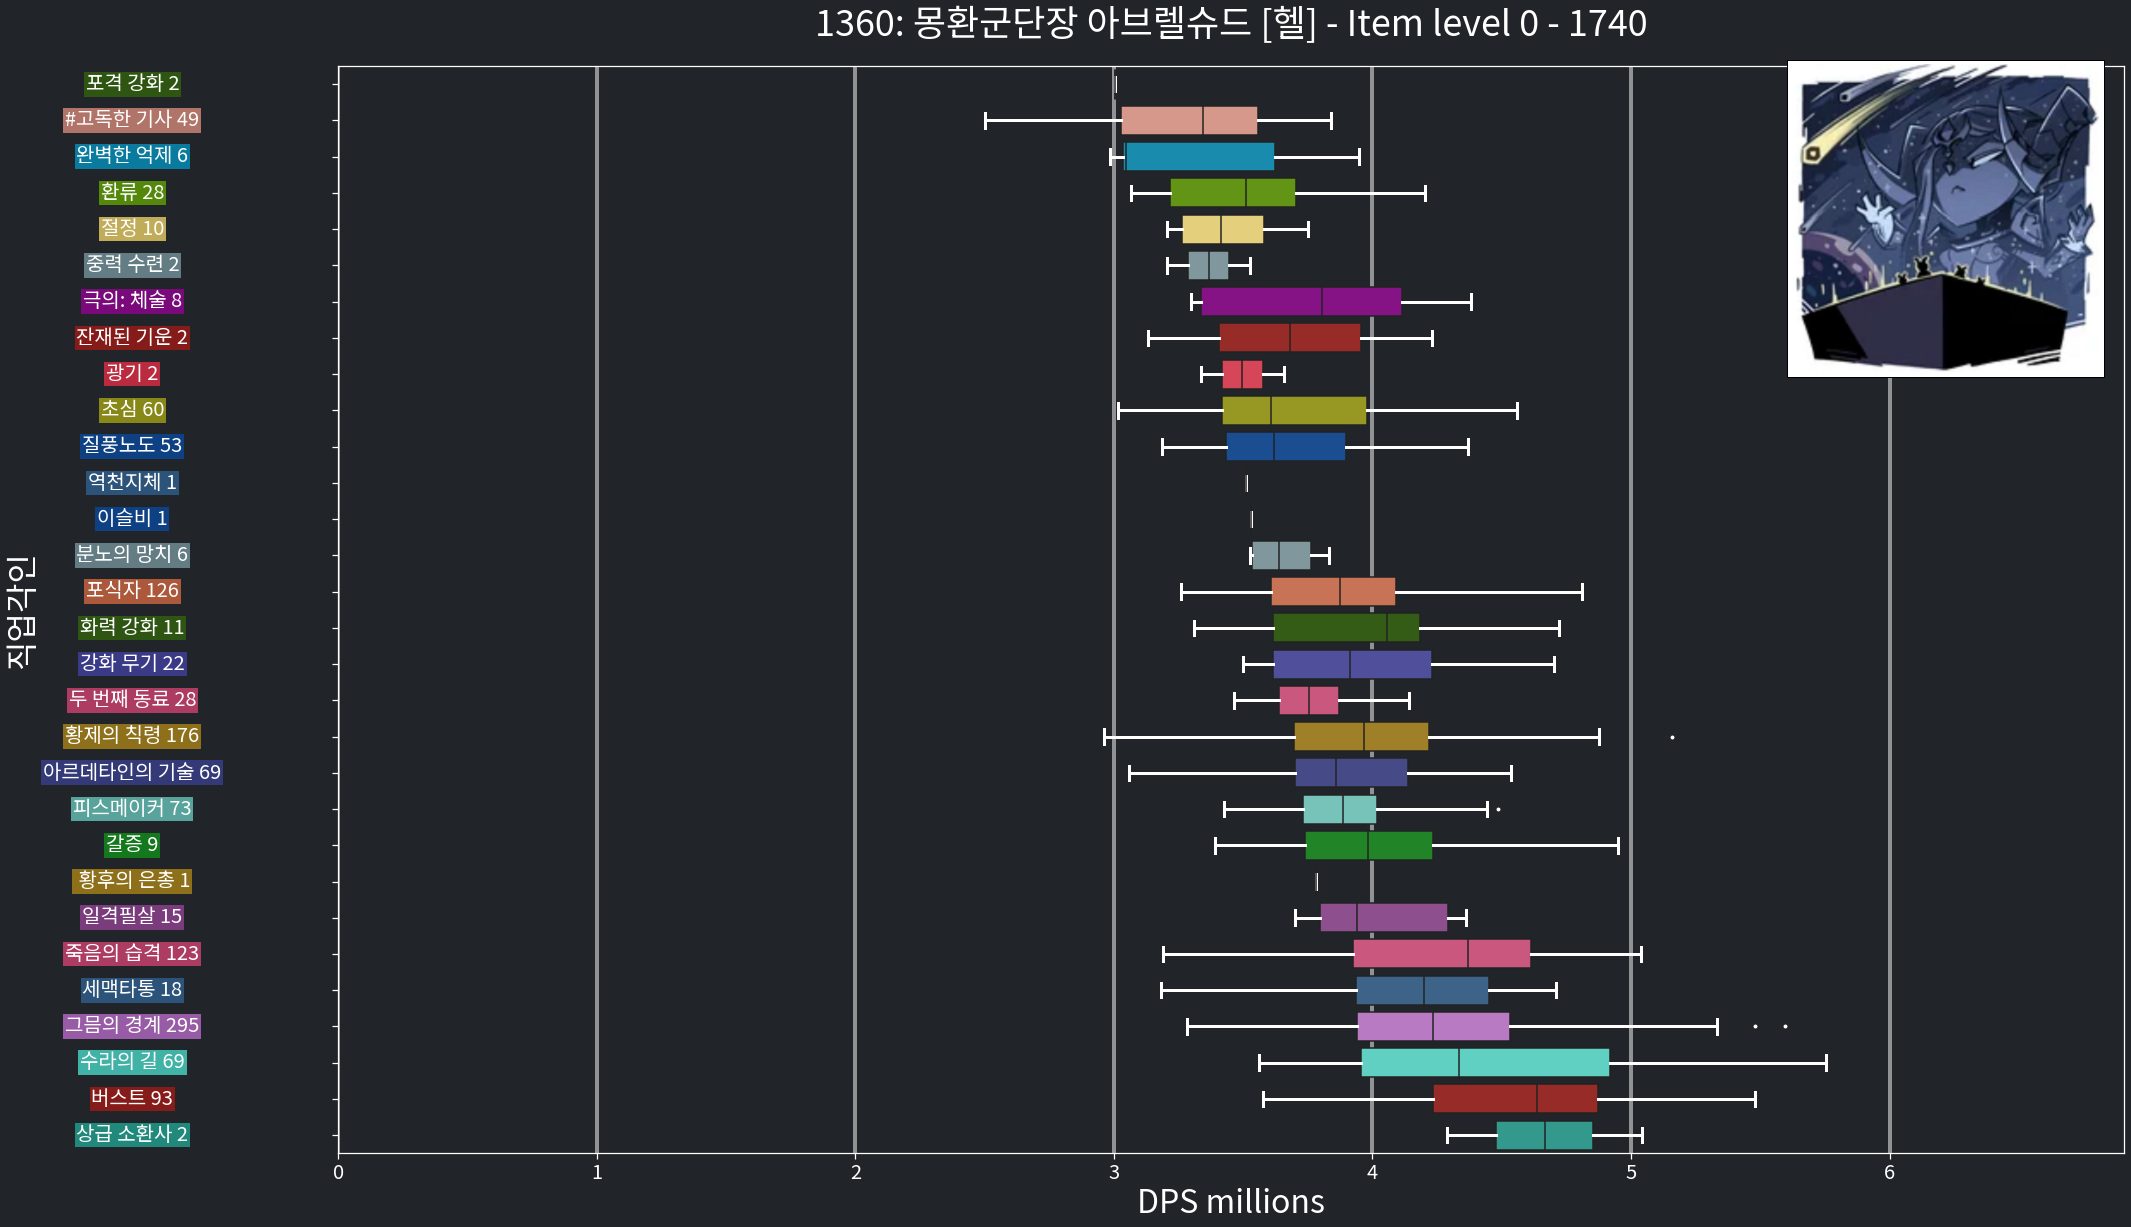 1360: 몽환군단장 아브렐슈드 [헬] - Item level 0 - 1740
직업각인
포격 강화 2
#고독한 기사 49
완벽한 억제 6
환류 28
절정 10
중력 수련 2
극의: 체술 8
잔재된 기운 2
광기 2
초심 60
질풍노도 53
역천지체 1
이슬비 1
분노의 망치 6
포식자 126
화력 강화 11
강화 무기 22
두 번째 동료 28
황제의 칙령 176
아르데타인의 기술 69
피스메이커 73
갈증 9
황후의 은총 1
일격필살 15
죽음의 습격 123
세맥타통 18
그믐의 경계 295
수라의 길 69
버스트 93
상급 소환사 2
0 1 2 3 4 5 6
DPS millions